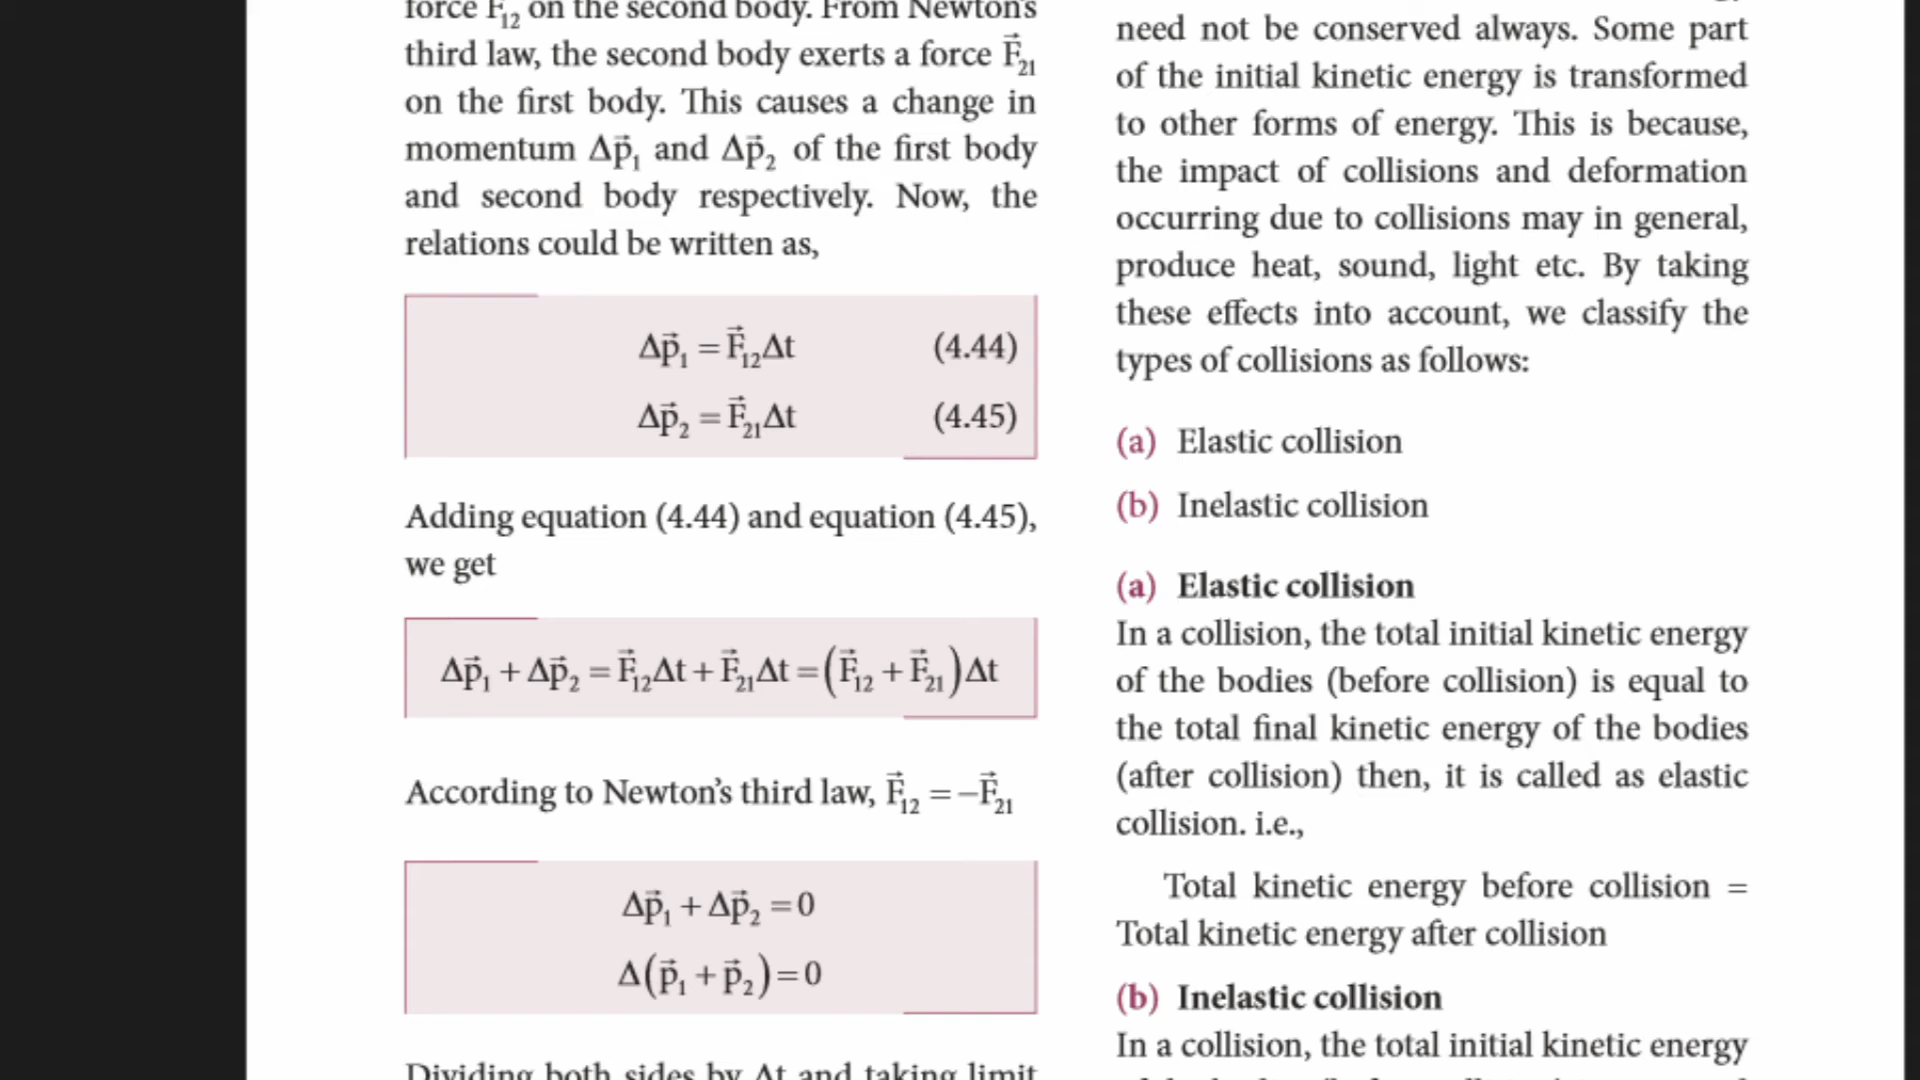 force F⃗₁₂ on the second body. From Newton's
third law, the second body exerts a force F⃗₂₁
on the first body. This causes a change in
momentum Δp⃗₁ and Δp⃗₂ of the first body
and second body respectively. Now, the
relations could be written as,
Δp⃗₁ = F⃗₁₂Δt (4.44)
Δp⃗₂ = F⃗₂₁Δt (4.45)
Adding equation (4.44) and equation (4.45),
we get
Δp⃗₁ + Δp⃗₂ = F⃗₁₂Δt + F⃗₂₁Δt = (F⃗₁₂ + F⃗₂₁)Δt
According to Newton's third law, F⃗₁₂ = −F⃗₂₁
Δp⃗₁ + Δp⃗₂ = 0
Δ(p⃗₁ + p⃗₂) = 0
Dividing both sides by Δt and taking limit
need not be conserved always. Some part
of the initial kinetic energy is transformed
to other forms of energy. This is because,
the impact of collisions and deformation
occurring due to collisions may in general,
produce heat, sound, light etc. By taking
these effects into account, we classify the
types of collisions as follows:
(a) Elastic collision
(b) Inelastic collision
(a) Elastic collision
In a collision, the total initial kinetic energy
of the bodies (before collision) is equal to
the total final kinetic energy of the bodies
(after collision) then, it is called as elastic
collision. i.e.,
Total kinetic energy before collision =
Total kinetic energy after collision
(b) Inelastic collision
In a collision, the total initial kinetic energy